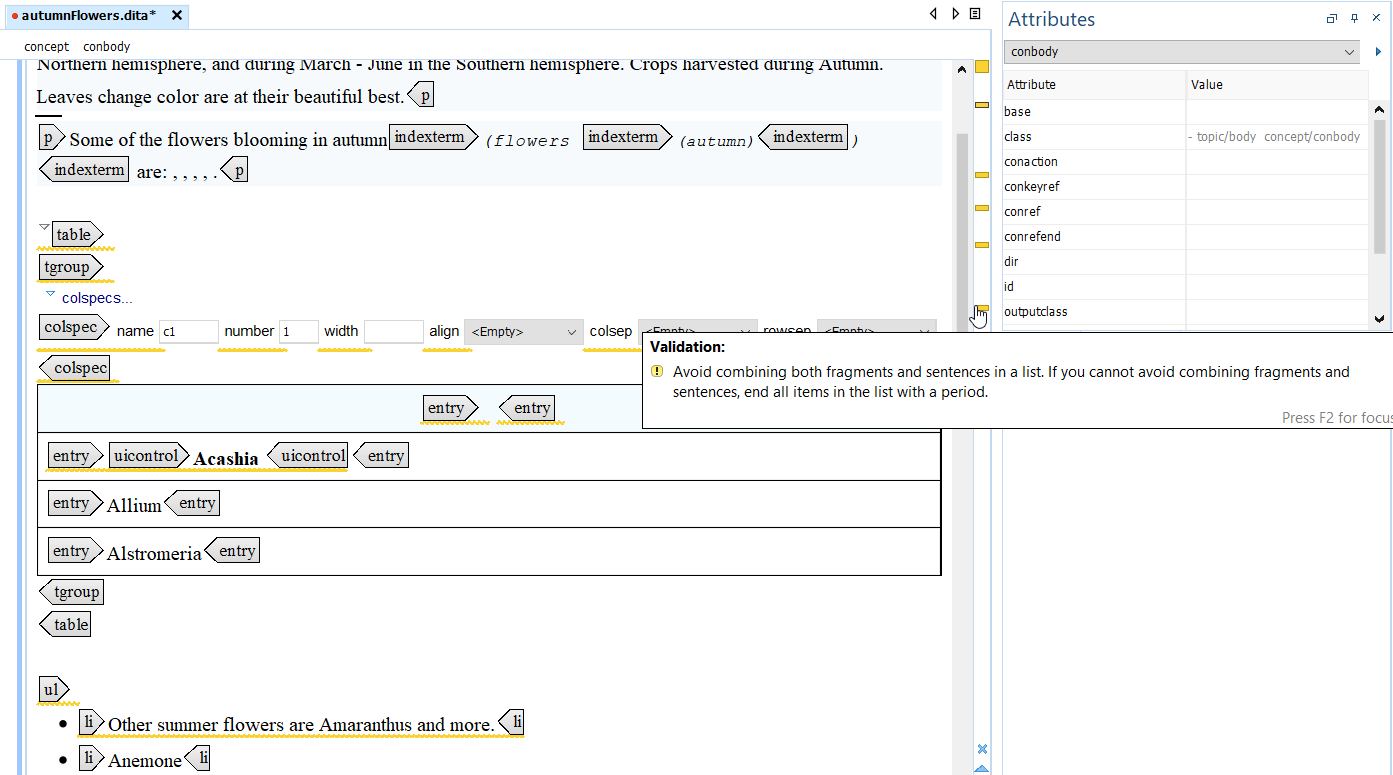 autumnFlowers.dita*
concept conbody
Northern hemisphere, and during March - June in the Southern hemisphere. Crops harvested during Autumn.
Leaves change color are at their beautiful best. p
p Some of the flowers blooming in autumn indexterm (flowers indexterm (autumn) indexterm )
indexterm are: , , , , . p
table
tgroup
colspecs...
colspec name c1 number 1 width align <Empty> colsep <Empty> rowsep <Empty>
colspec
entry entry
entry uicontrol Acashia uicontrol entry
entry Allium entry
entry Alstromeria entry
tgroup
table
ul
li Other summer flowers are Amaranthus and more. li
li Anemone li
Attributes
conbody
Attribute Value
base
class - topic/body concept/conbody
conaction
conkeyref
conref
conrefend
dir
id
outputclass
Validation:
Avoid combining both fragments and sentences in a list. If you cannot avoid combining fragments and
sentences, end all items in the list with a period.
Press F2 for focus